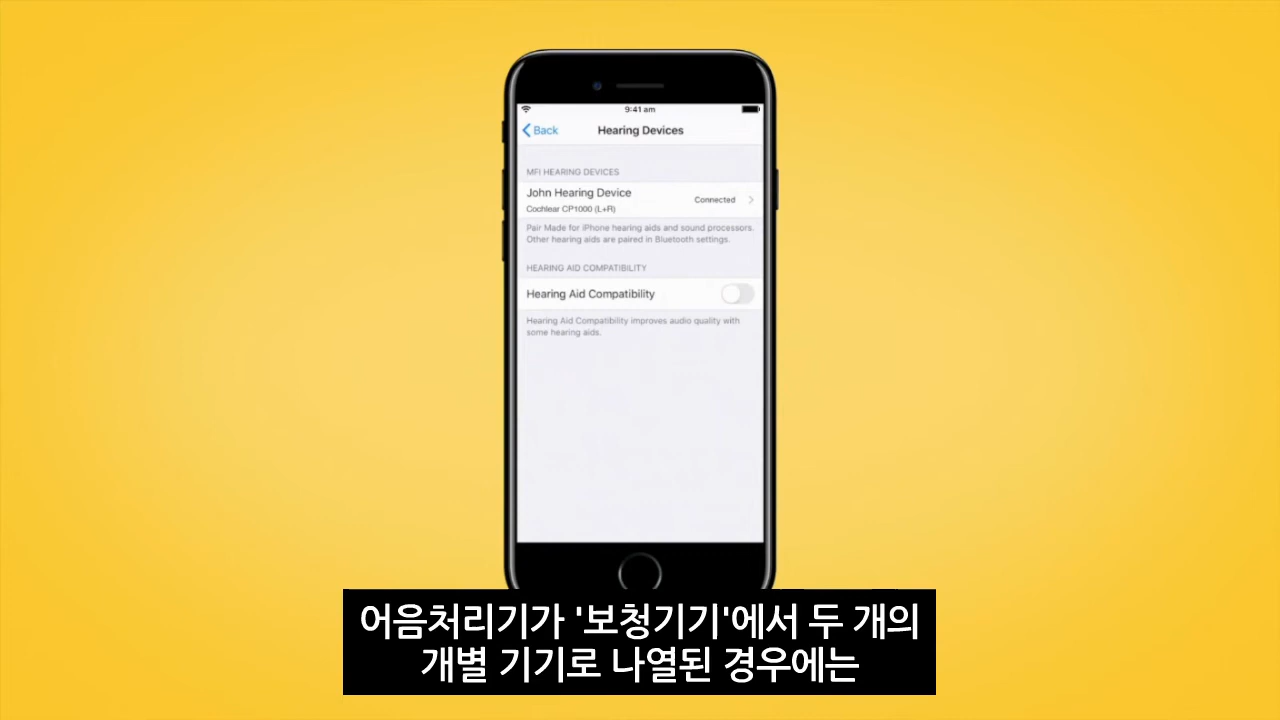 9:41 am
Back
Hearing Devices
MFI HEARING DEVICES
John Hearing Device
Connected
Cochlear CP1000 (L+R)
Pair Made for iPhone hearing aids and sound processors.
Other hearing aids are paired in Bluetooth settings.
HEARING AID COMPATIBILITY
Hearing Aid Compatibility
Hearing Aid Compatibility improves audio quality with
some hearing aids.
어음처리기가 '보청기기'에서 두 개의
개별 기기로 나열된 경우에는